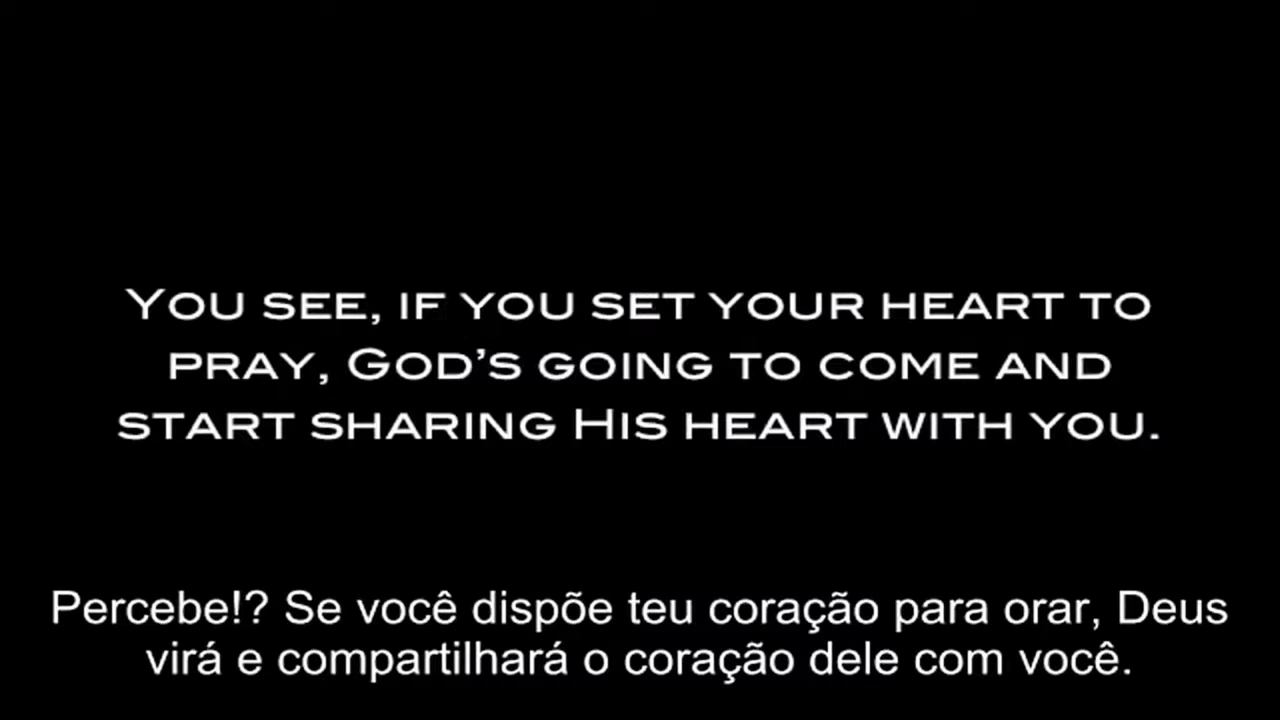 You see, if you set your heart to
pray, God's going to come and
start sharing His heart with you.
Percebe!? Se você dispõe teu coração para orar, Deus
virá e compartilhará o coração dele com você.